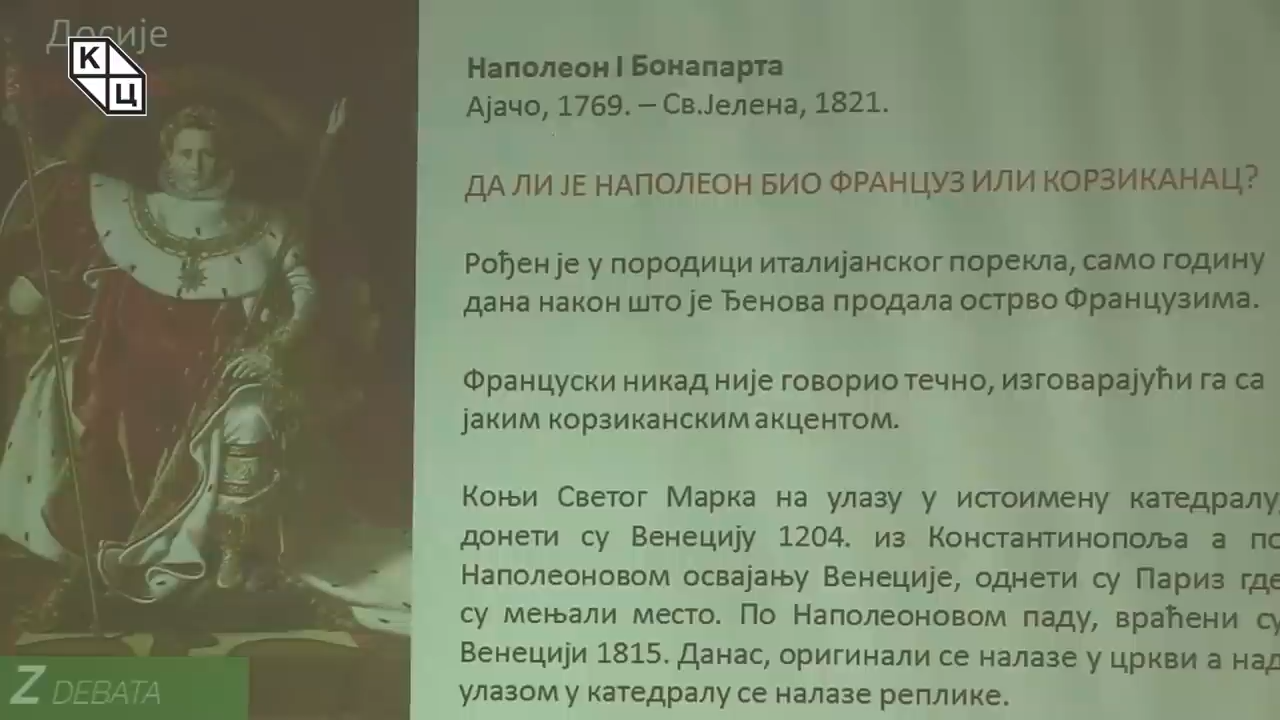 Досије
К
Ц
Наполеон I Бонапарта
Ајачо, 1769. – Св.Јелена, 1821.
ДА ЛИ ЈЕ НАПОЛЕОН БИО ФРАНЦУЗ ИЛИ КОРЗИКАНАЦ?
Рођен је у породици италијанског порекла, само годину
дана након што је Ђенова продала острво Французима.
Француски никад није говорио течно, изговарајући га са
јаким корзиканским акцентом.
Коњи Светог Марка на улазу у истоимену катедралу,
донети су Венецију 1204. из Константинопоља а по
Наполеоновом освајању Венеције, однети су Париз где
су мењали место. По Наполеоновом паду, враћени су
Венецији 1815. Данас, оригинали се налазе у цркви а над
улазом у катедралу се налазе реплике.
Z DEBATA